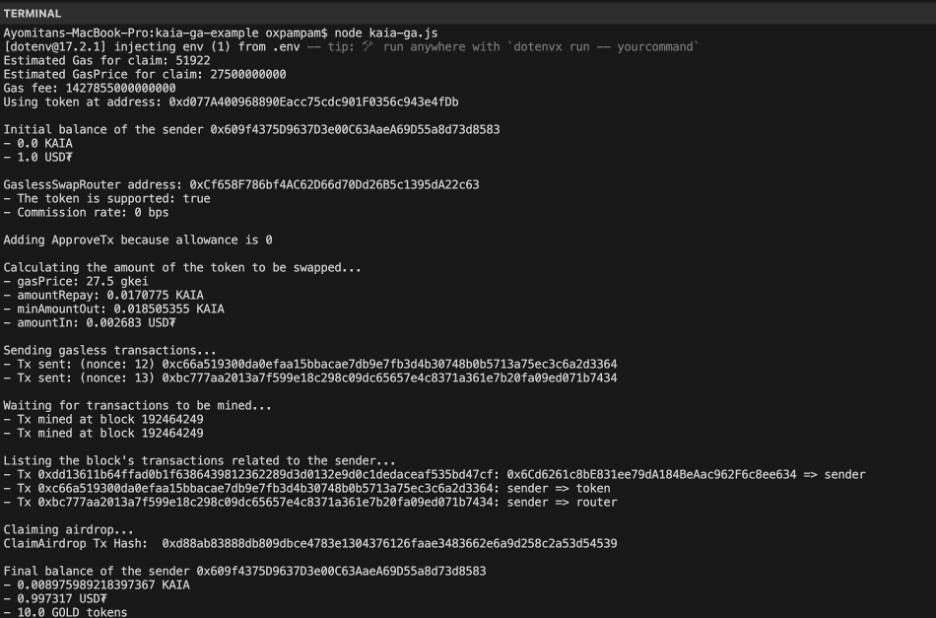 TERMINAL
Ayomitans-MacBook-Pro:kaia-ga-example oxpampam$ node kaia-ga.js
[dotenv@17.2.1] injecting env (1) from .env -- tip: 🛠️ run anywhere with `dotenvx run -- yourcommand`
Estimated Gas for claim: 51922
Estimated GasPrice for claim: 27500000000
Gas fee: 1427855000000000
Using token at address: 0xd077A400968890Eacc75cdc901F0356c943e4fDb
Initial balance of the sender 0x609f4375D9637D3e00C63AaeA69D55a8d73d8583
- 0.0 KAIA
- 1.0 USD₮
GaslessSwapRouter address: 0xCf658F786bf4AC62D66d70Dd26B5c1395dA22c63
- The token is supported: true
- Commission rate: 0 bps
Adding ApproveTx because allowance is 0
Calculating the amount of the token to be swapped...
- gasPrice: 27.5 gkei
- amountRepay: 0.0170775 KAIA
- minAmountOut: 0.018505355 KAIA
- amountIn: 0.002683 USD₮
Sending gasless transactions...
- Tx sent: (nonce: 12) 0xc66a519300da0efaa15bbacae7db9e7fb3d4b30748b0b5713a75ec3c6a2d3364
- Tx sent: (nonce: 13) 0xbc777aa2013a7f599e18c298c09dc65657e4c8371a361e7b20fa09ed071b7434
Waiting for transactions to be mined...
- Tx mined at block 192464249
- Tx mined at block 192464249
Listing the block's transactions related to the sender...
- Tx 0xdd13611b64ffad0b1f6386439812362289d3d0132e9d0c1dedaceaf535bd47cf: 0x6Cd6261c8bE831ee79dA184BeAac962F6c8ee634 => sender
- Tx 0xc66a519300da0efaa15bbacae7db9e7fb3d4b30748b0b5713a75ec3c6a2d3364: sender => token
- Tx 0xbc777aa2013a7f599e18c298c09dc65657e4c8371a361e7b20fa09ed071b7434: sender => router
Claiming airdrop...
ClaimAirdrop Tx Hash:  0xd88ab83888db809dbce4783e1304376126faae3483662e6a9d258c2a53d54539
Final balance of the sender 0x609f4375D9637D3e00C63AaeA69D55a8d73d8583
- 0.008975989218397367 KAIA
- 0.997317 USD₮
- 10.0 GOLD tokens